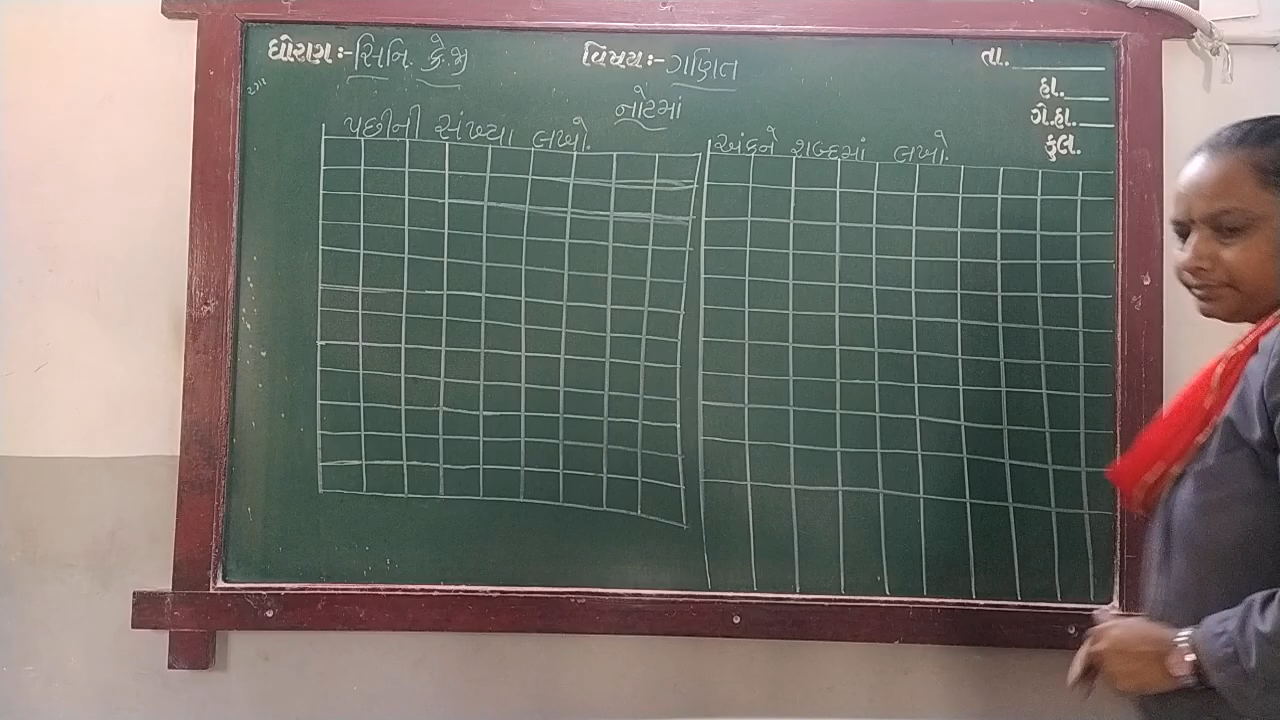 ધોરણ :- સિનિ. કે.જી વિષય :- ગણિત તા.
હા.
નોટમાં
ગે.હા.
કુલ.
પછીની સંખ્યા લખો.
અંકને શબ્દમાં લખો.